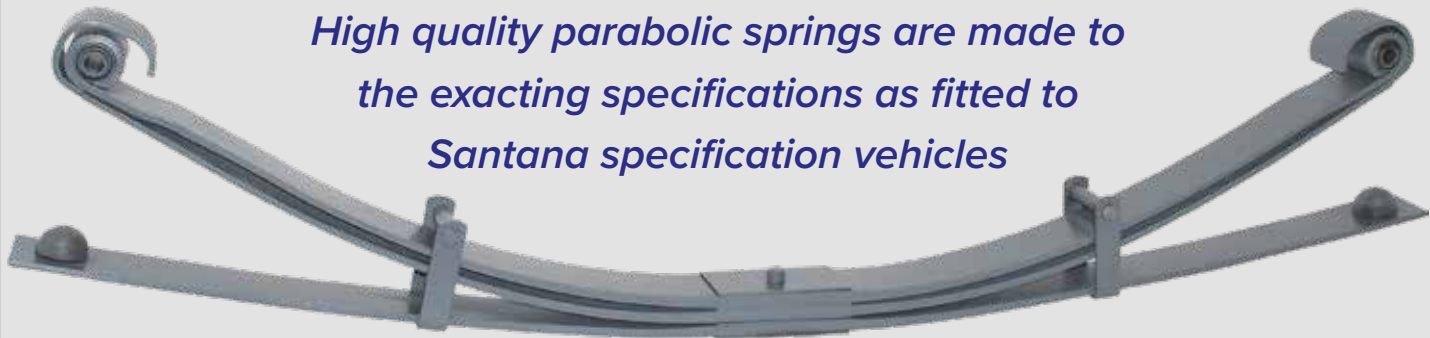 High quality parabolic springs are made to
the exacting specifications as fitted to
Santana specification vehicles